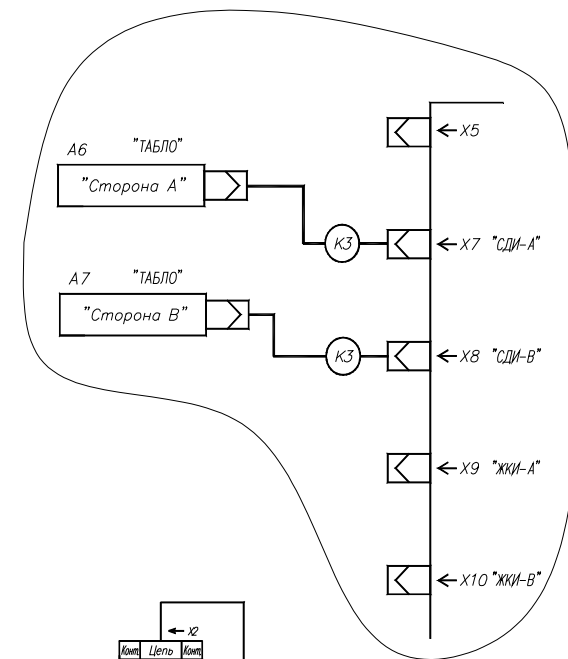 X5
A6 "ТАБЛО"
"Сторона А"
К3
X7 "СДИ-А"
A7 "ТАБЛО"
"Сторона В"
К3
X8 "СДИ-В"
X9 "ЖКИ-А"
X10 "ЖКИ-В"
X2
Конт. Цепь Конт.